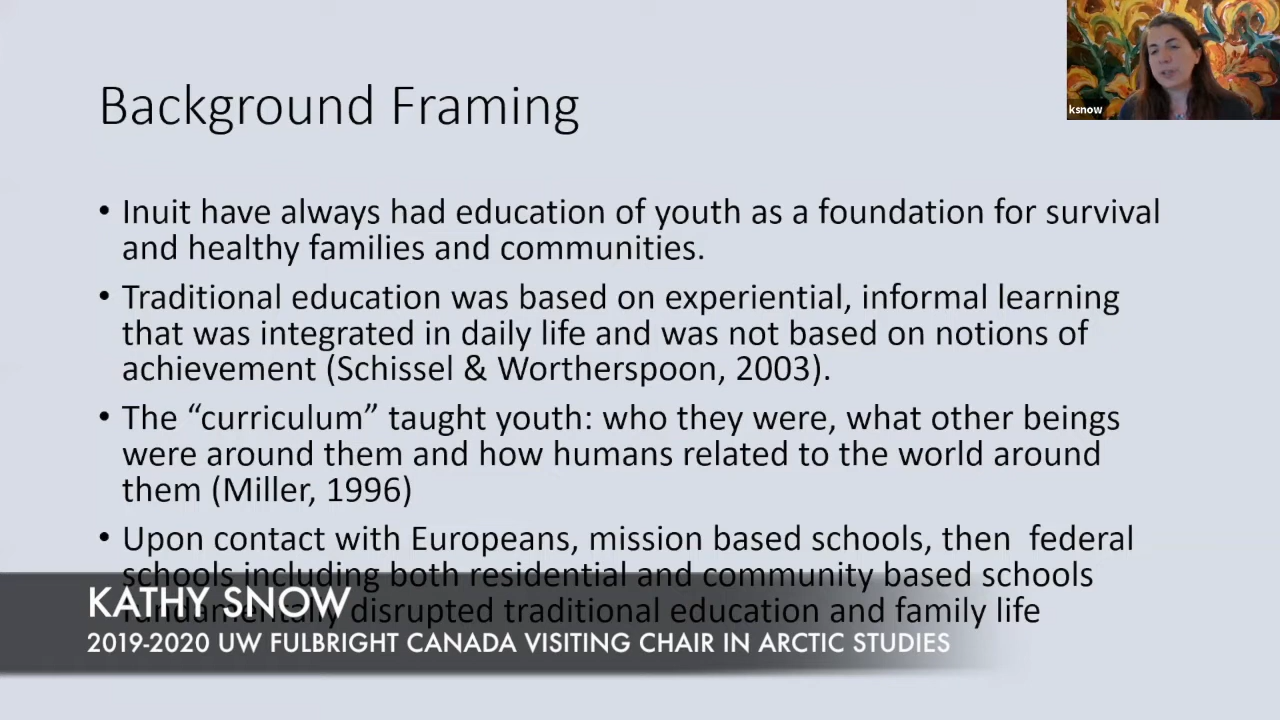 Background Framing
ksnow
• Inuit have always had education of youth as a foundation for survival
and healthy families and communities.
• Traditional education was based on experiential, informal learning
that was integrated in daily life and was not based on notions of
achievement (Schissel & Wortherspoon, 2003).
• The “curriculum” taught youth: who they were, what other beings
were around them and how humans related to the world around
them (Miller, 1996)
• Upon contact with Europeans, mission based schools, then  federal
schools including both residential and community based schools
fundamentally disrupted traditional education and family life
KATHY SNOW
2019-2020 UW FULBRIGHT CANADA VISITING CHAIR IN ARCTIC STUDIES